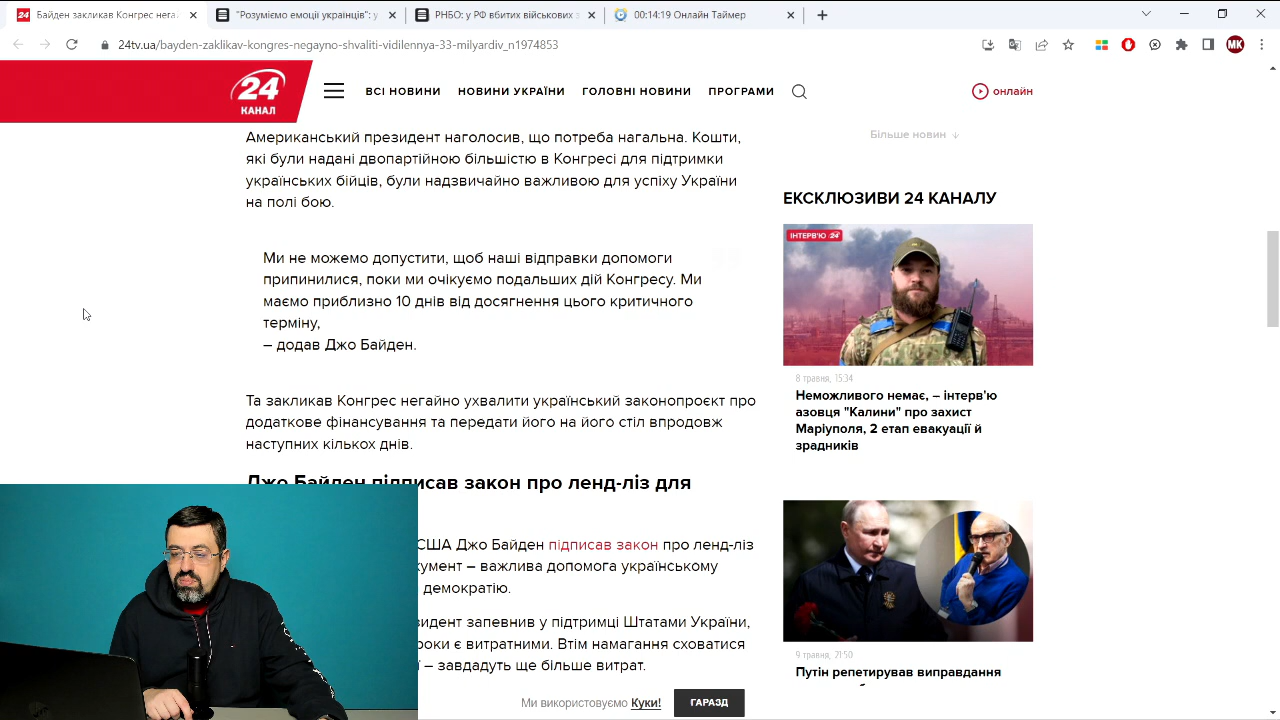 Байден закликав Конгрес нега
"Розуміємо емоції українців": у
РНБО: у РФ вбитих військових з
00:14:19 Онлайн Таймер
24tv.ua/bayden-zaklikav-kongres-negayno-shvaliti-vidilennya-33-milyardiv_n1974853
MK
24
КАНАЛ
ВСІ НОВИНИ
НОВИНИ УКРАЇНИ
ГОЛОВНІ НОВИНИ
ПРОГРАМИ
онлайн
Американський президент наголосив, що потреба нагальна. Кошти,
які були надані двопартійною більшістю в Конгресі для підтримки
українських бійців, були надзвичайно важливою для успіху України
на полі бою.
Ми не можемо допустити, щоб наші відправки допомоги
припинилися, поки ми очікуємо подальших дій Конгресу. Ми
маємо приблизно 10 днів від досягнення цього критичного
терміну,
– додав Джо Байден.
Та закликав Конгрес негайно ухвалити український законопроєкт про
додаткове фінансування та передати його на його стіл впродовж
наступних кількох днів.
Джо Байден підписав закон про ленд-ліз для
США Джо Байден підписав закон про ленд-ліз
кумент – важлива допомога українському
демократію.
зидент запевнив у підтримці Штатами України,
роки є витратними. Втім намагання сховатися
ї – завдадуть ще більше витрат.
Більше новин
ЕКСКЛЮЗИВИ 24 КАНАЛУ
ІНТЕРВ'Ю 24
8 травня, 15:34
Неможливого немає, – інтерв'ю
азовця "Калини" про захист
Маріуполя, 2 етап евакуації й
зрадників
9 травня, 21:50
Путін репетирував виправдання
Ми використовуємо Куки!
ГАРАЗД